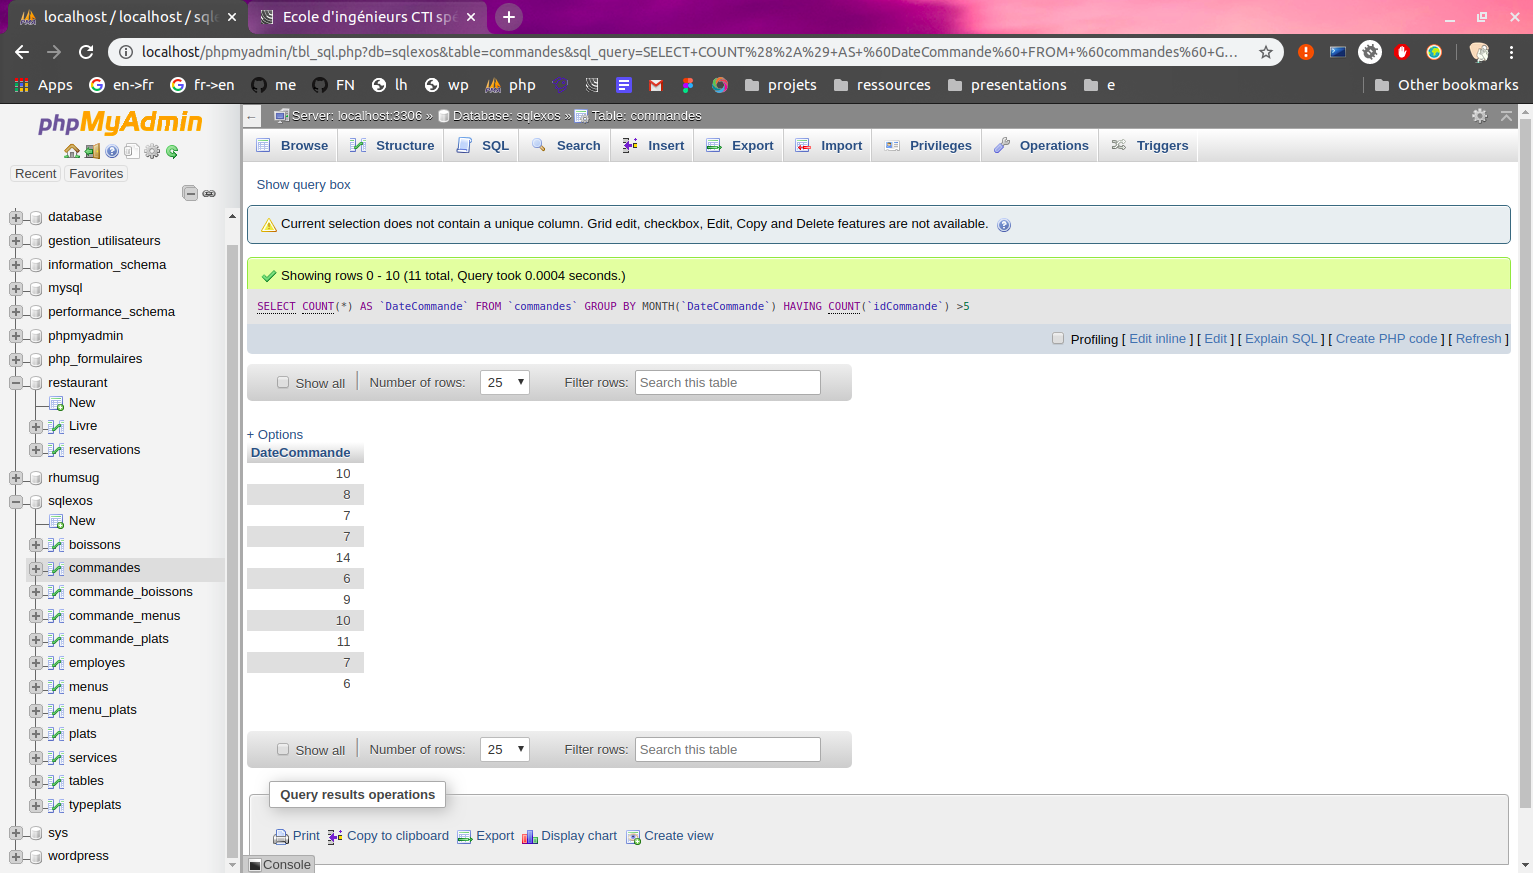 localhost / localhost / sql
Ecole d'ingénieurs CTI spé
localhost/phpmyadmin/tbl_sql.php?db=sqlexos&table=commandes&sql_query=SELECT+COUNT%28%2A%29+AS+%60DateCommande%60+FROM+%60commandes%60+G...
Apps en->fr fr->en me FN lh wp php projets ressources presentations e Other bookmarks
phpMyAdmin
Recent Favorites
database
gestion_utilisateurs
information_schema
mysql
performance_schema
phpmyadmin
php_formulaires
restaurant
New
Livre
reservations
rhumsug
sqlexos
New
boissons
commandes
commande_boissons
commande_menus
commande_plats
employes
menus
menu_plats
plats
services
tables
typeplats
sys
wordpress
Server: localhost:3306 » Database: sqlexos » Table: commandes
Browse Structure SQL Search Insert Export Import Privileges Operations Triggers
Show query box
Current selection does not contain a unique column. Grid edit, checkbox, Edit, Copy and Delete features are not available.
Showing rows 0 - 10 (11 total, Query took 0.0004 seconds.)
SELECT COUNT(*) AS `DateCommande` FROM `commandes` GROUP BY MONTH(`DateCommande`) HAVING COUNT(`idCommande`) >5
Profiling [ Edit inline ] [ Edit ] [ Explain SQL ] [ Create PHP code ] [ Refresh ]
Show all Number of rows: 25 Filter rows: Search this table
+ Options
DateCommande
10
8
7
7
14
6
9
10
11
7
6
Show all Number of rows: 25 Filter rows: Search this table
Query results operations
Print Copy to clipboard Export Display chart Create view
Console